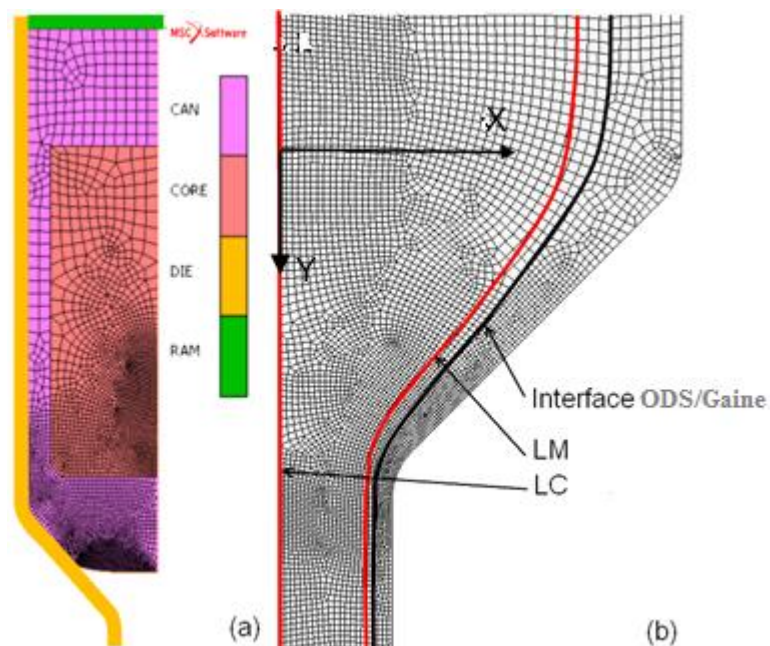 MSC Software
CAN
CORE
DIE
RAM
(a)
X
Y
Interface ODS/Gaine
LM
LC
(b)